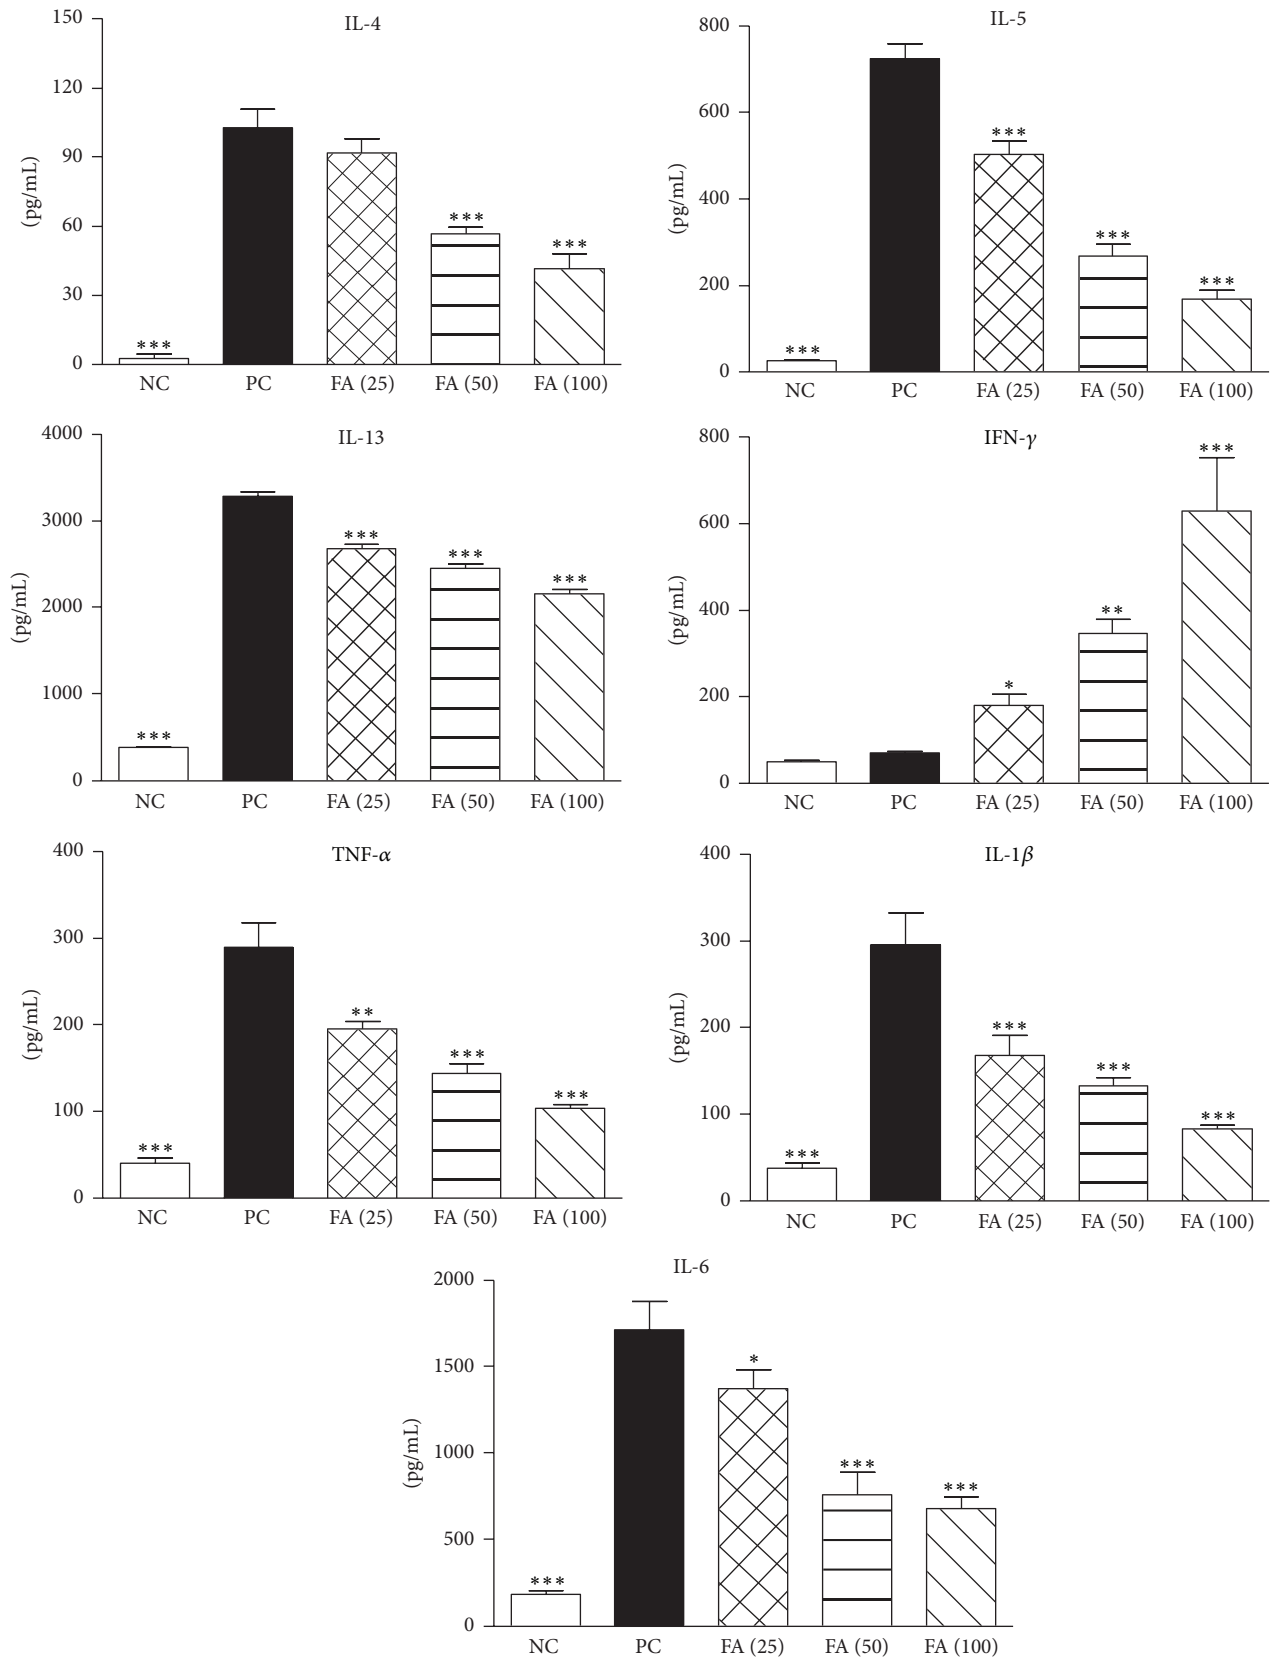 IL-4
150
120
90
60
30
0
(pg/mL)
***
***
***
NC PC FA (25) FA (50) FA (100)
IL-5
800
600
400
200
0
(pg/mL)
***
***
***
***
NC PC FA (25) FA (50) FA (100)
IL-13
4000
3000
2000
1000
0
(pg/mL)
***
***
***
***
NC PC FA (25) FA (50) FA (100)
IFN-γ
800
600
400
200
0
(pg/mL)
*
**
***
NC PC FA (25) FA (50) FA (100)
TNF-α
400
300
200
100
0
(pg/mL)
***
**
***
***
NC PC FA (25) FA (50) FA (100)
IL-1β
400
300
200
100
0
(pg/mL)
***
***
***
***
NC PC FA (25) FA (50) FA (100)
IL-6
2000
1500
1000
500
0
(pg/mL)
***
*
***
***
NC PC FA (25) FA (50) FA (100)